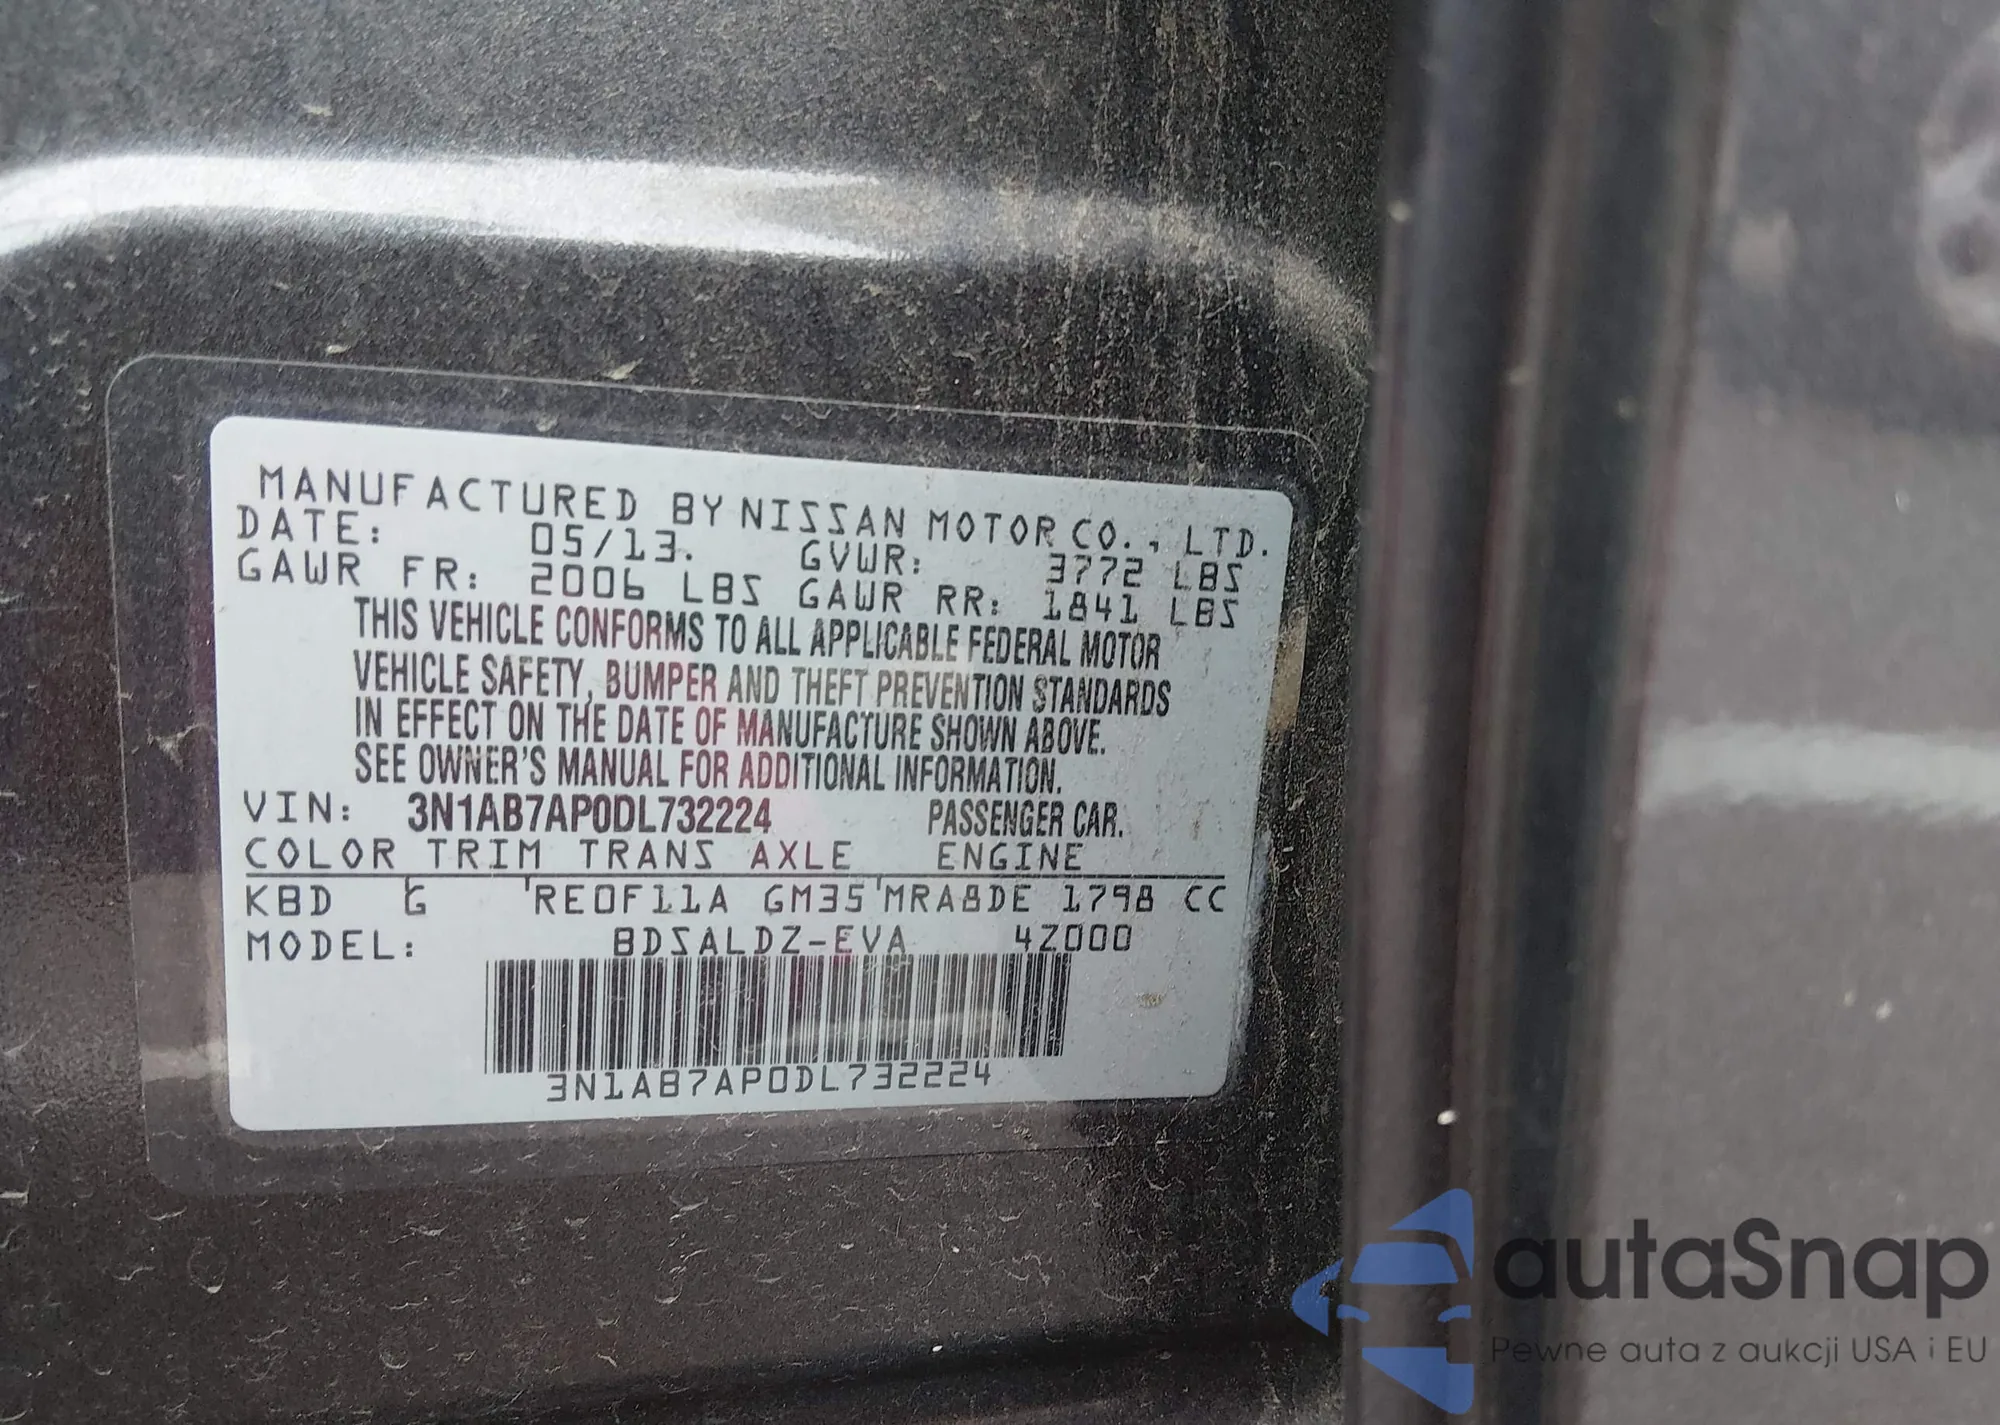 MANUFACTURED BY NISSAN MOTOR CO., LTD.
DATE: 05/13. GVWR: 3772 LBS
GAWR FR: 2006 LBS GAWR RR: 1841 LBS
THIS VEHICLE CONFORMS TO ALL APPLICABLE FEDERAL MOTOR
VEHICLE SAFETY, BUMPER AND THEFT PREVENTION STANDARDS
IN EFFECT ON THE DATE OF MANUFACTURE SHOWN ABOVE.
SEE OWNER'S MANUAL FOR ADDITIONAL INFORMATION.
VIN: 3N1AB7AP0DL732224 PASSENGER CAR.
COLOR TRIM TRANS AXLE ENGINE
KBD G RE0F11A GM35 MRA8DE 1798 CC
MODEL: BDSALDZ-EVA 4Z000
3N1AB7AP0DL732224
autaSnap
Pewne auta z aukcji USA i EU